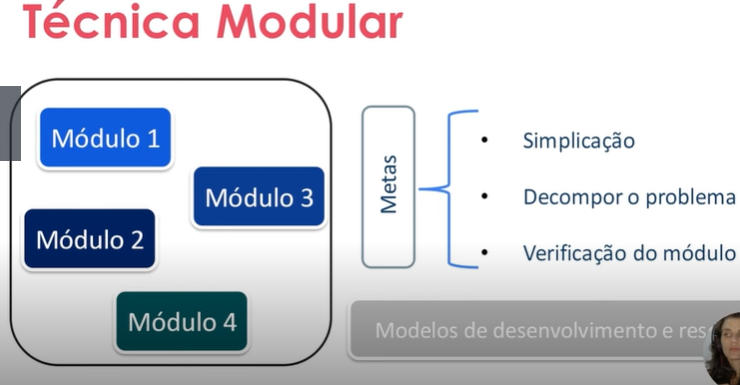 Técnica Modular
Módulo 1
Módulo 3
Módulo 2
Módulo 4
Metas
• Simplicação
• Decompor o problema
• Verificação do módulo
Modelos de desenvolvimento e